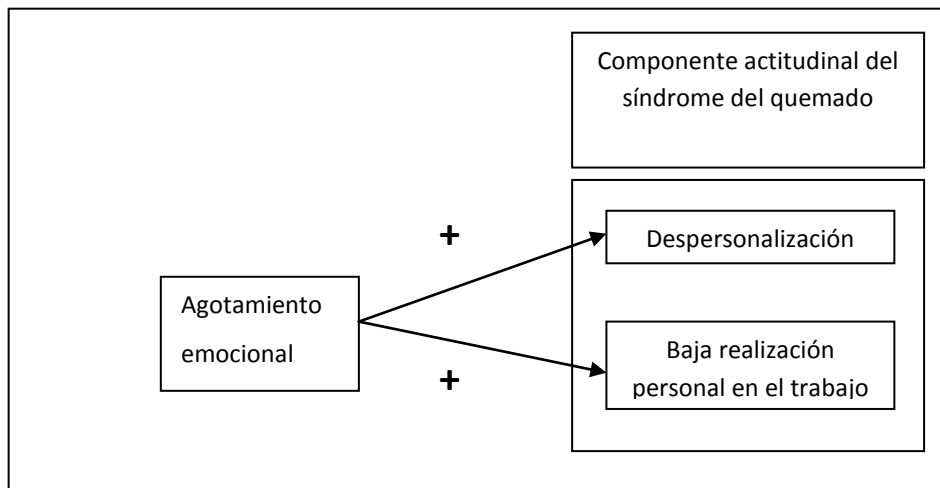 Componente actitudinal del
síndrome del quemado
+
Despersonalización
Agotamiento
emocional
Baja realización
personal en el trabajo
+